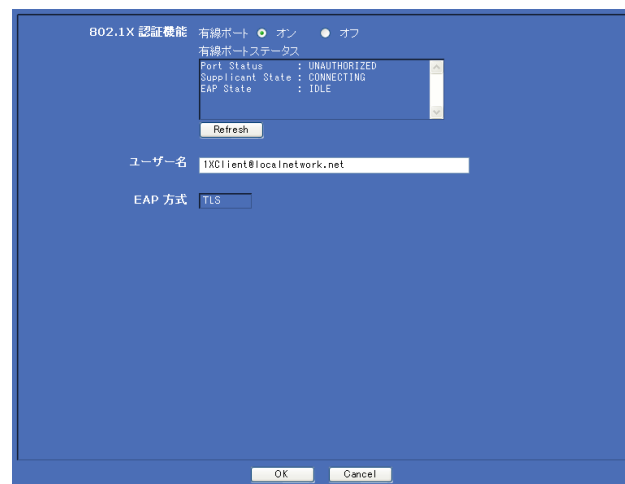 802.1X 認証機能 有線ポート オン オフ
有線ポートステータス
Port Status : UNAUTHORIZED
Supplicant State : CONNECTING
EAP State : IDLE
Refresh
ユーザー名 1XClient@localnetwork.net
EAP 方式 TLS
OK Cancel